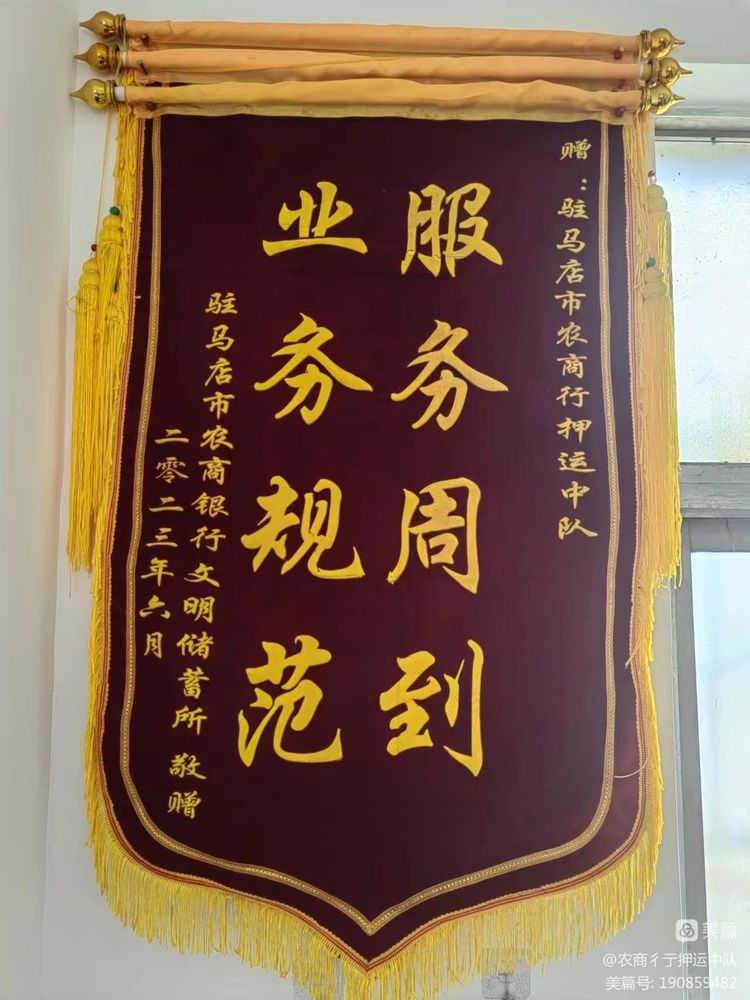 赠：驻马店市农商行押运中队
服务周到
业务规范
驻马店市农商银行文明储蓄所 敬赠
二零二三年六月
美篇
@农商彳亍押运中队
美篇号: 190859482